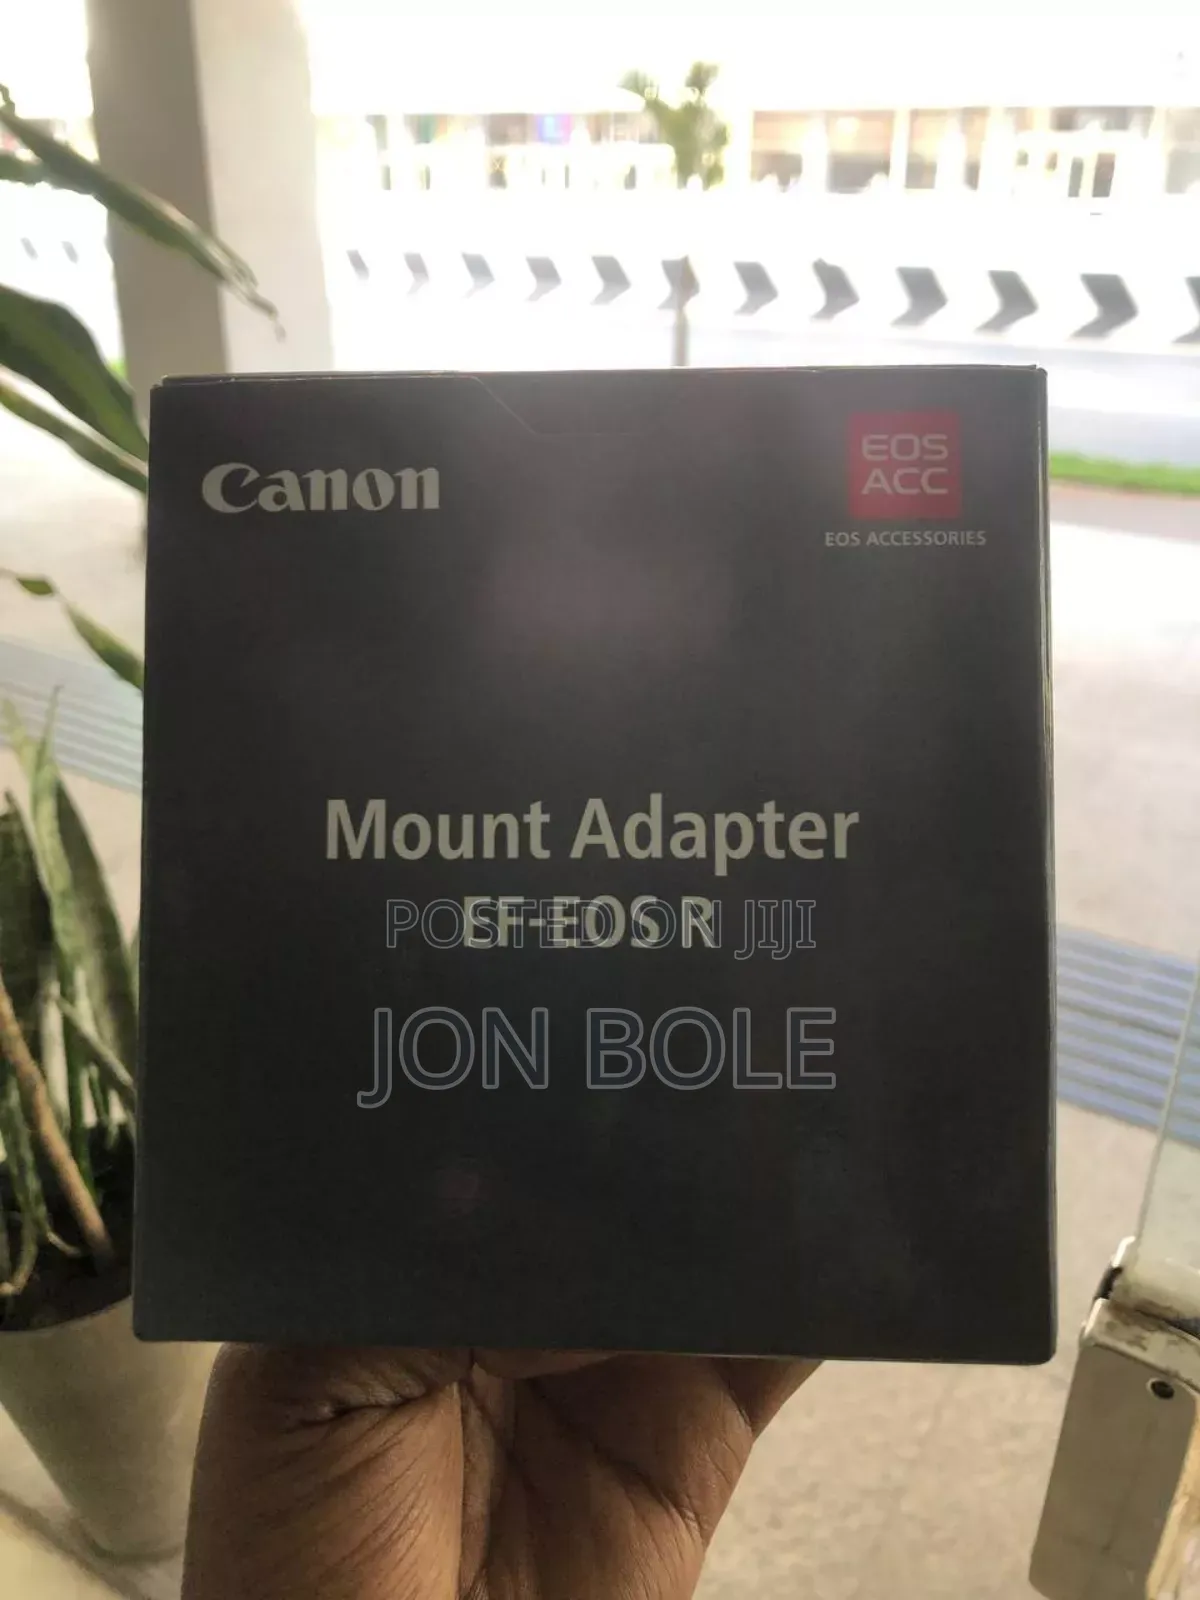 Canon
EOS
ACC
EOS ACCESSORIES
Mount Adapter
EF-EOS R
POSTED ON JIJI
JON BOLE